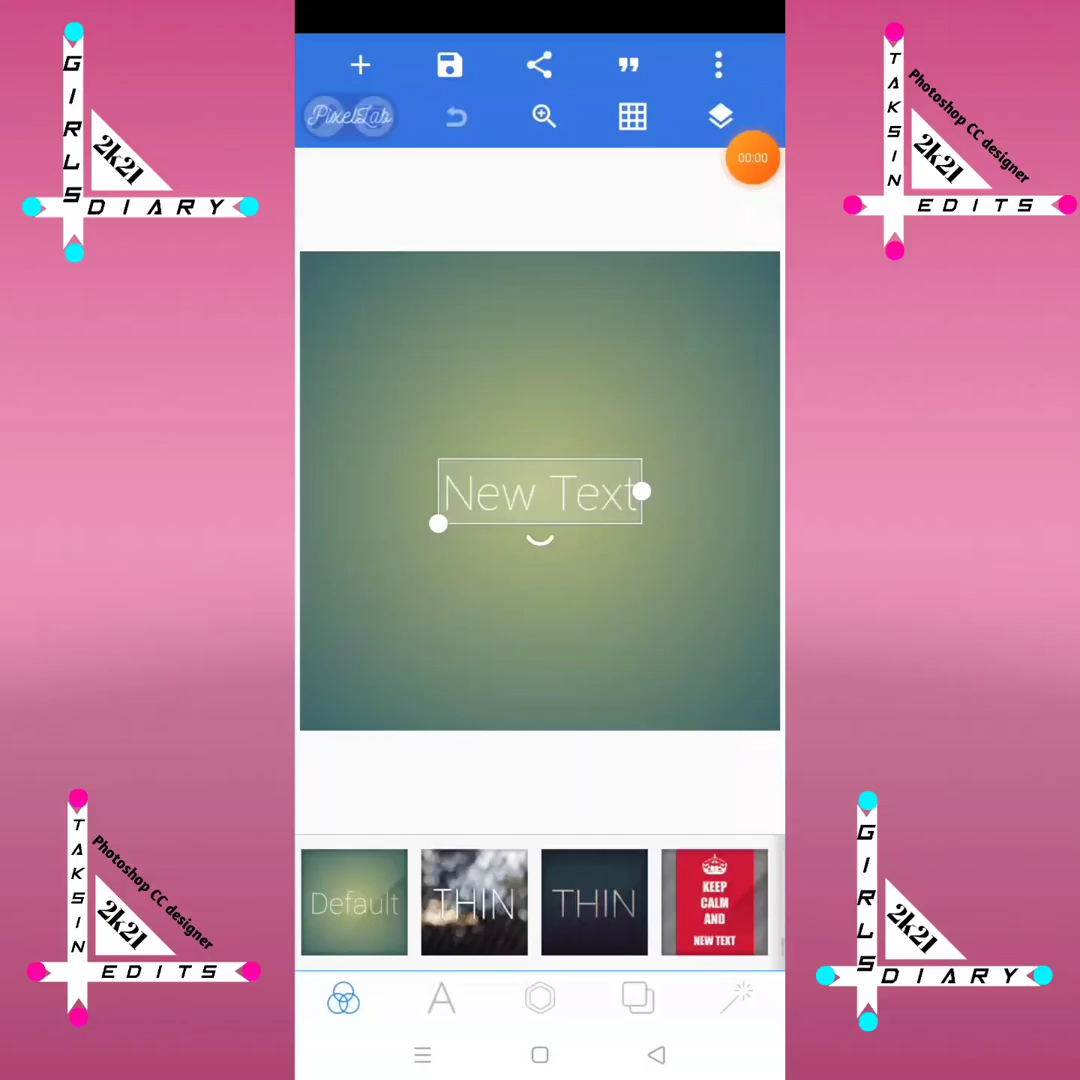 GIRLS
2k21
DIARY
TAKSIN
Photoshop CC designer
2k21
EDITS
PixelLab
00:00
New Text
Default
THIN
THIN
KEEP
CALM
AND
NEW TEXT
TAKSIN
Photoshop CC designer
2k21
EDITS
GIRLS
2k21
DIARY